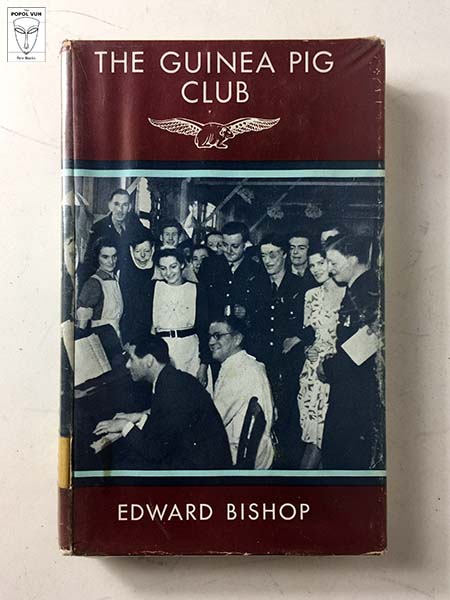 The
POPOL VUH
Rare Books
THE GUINEA PIG
CLUB
EDWARD BISHOP